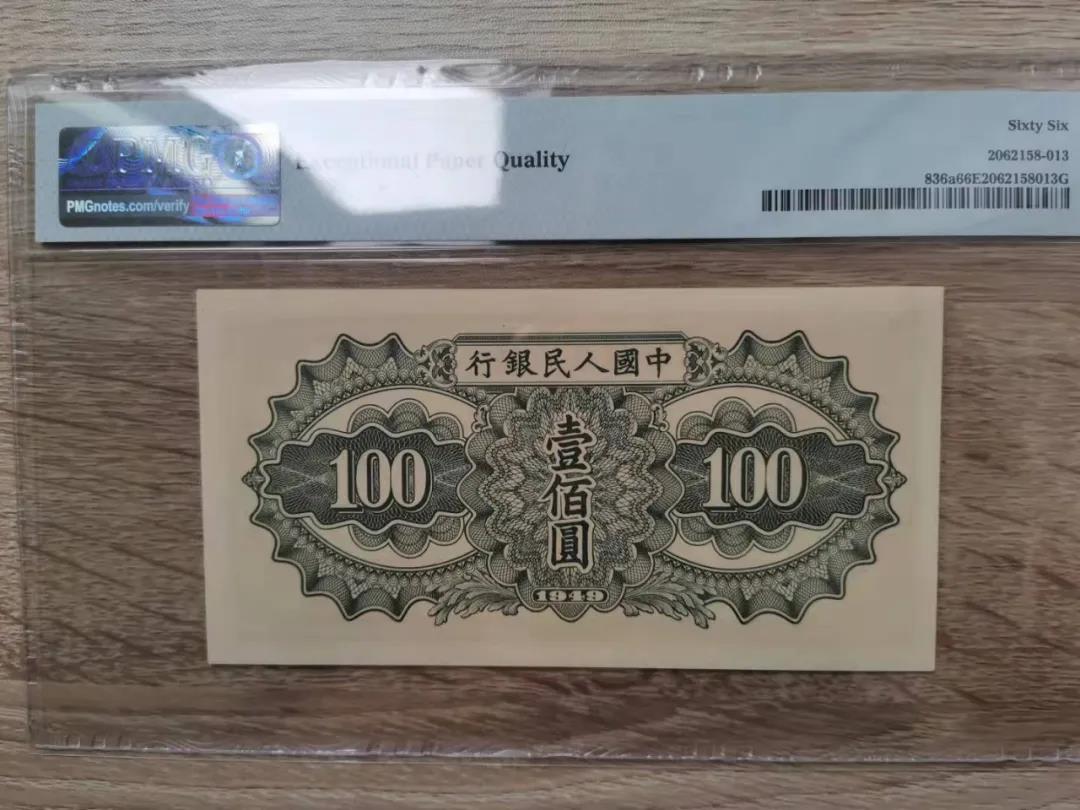 PMG
PMGnotes.com/verify
Exceptional Paper Quality
Sixty Six
2062158-013
836a66E2062158013G
行銀民人國中
100
壹佰圓
100
1949